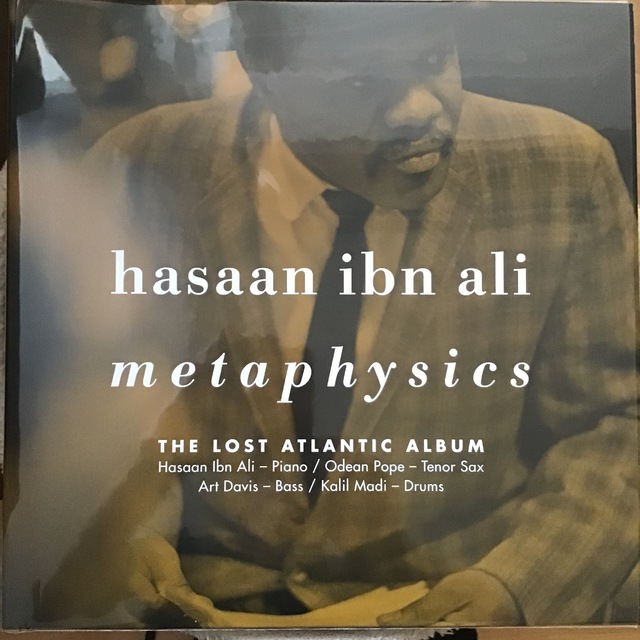 hasaan ibn ali
metaphysics
THE LOST ATLANTIC ALBUM
Hasaan Ibn Ali – Piano / Odean Pope – Tenor Sax
Art Davis – Bass / Kalil Madi – Drums